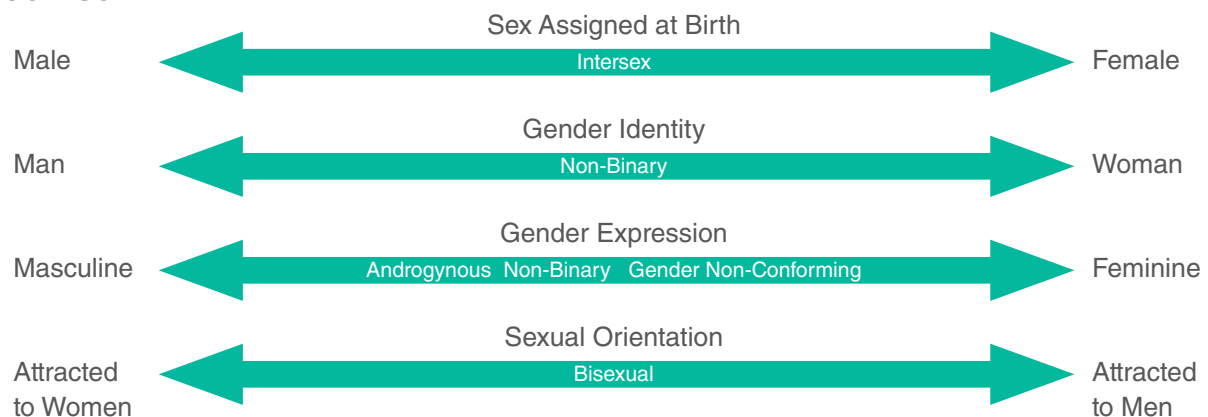 Sex Assigned at Birth
Male
Intersex
Female
Gender Identity
Man
Non-Binary
Woman
Gender Expression
Masculine
Androgynous Non-Binary Gender Non-Conforming
Feminine
Sexual Orientation
Attracted
to Women
Bisexual
Attracted
to Men